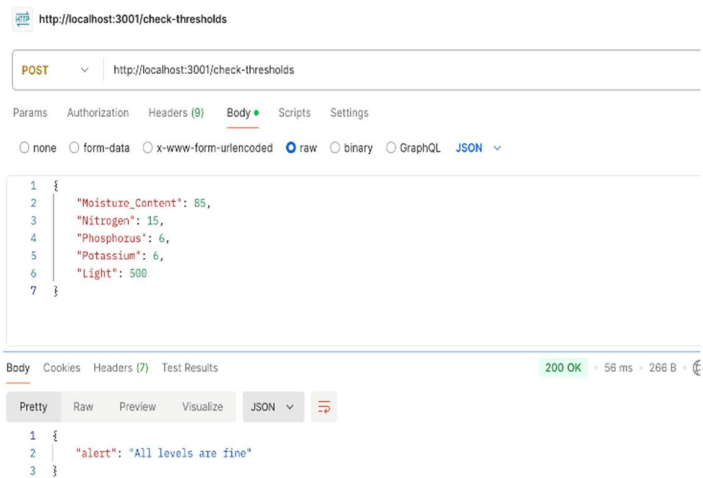 HTTP http://localhost:3001/check-thresholds
POST http://localhost:3001/check-thresholds
Params Authorization Headers (9) Body Scripts Settings
none form-data x-www-form-urlencoded raw binary GraphQL JSON
1 {
2 "Moisture_Content": 85,
3 "Nitrogen": 15,
4 "Phosphorus": 6,
5 "Potassium": 6,
6 "Light": 500
7 }
Body Cookies Headers (7) Test Results 200 OK 56 ms 266 B
Pretty Raw Preview Visualize JSON
1 {
2 "alert": "All levels are fine"
3 }